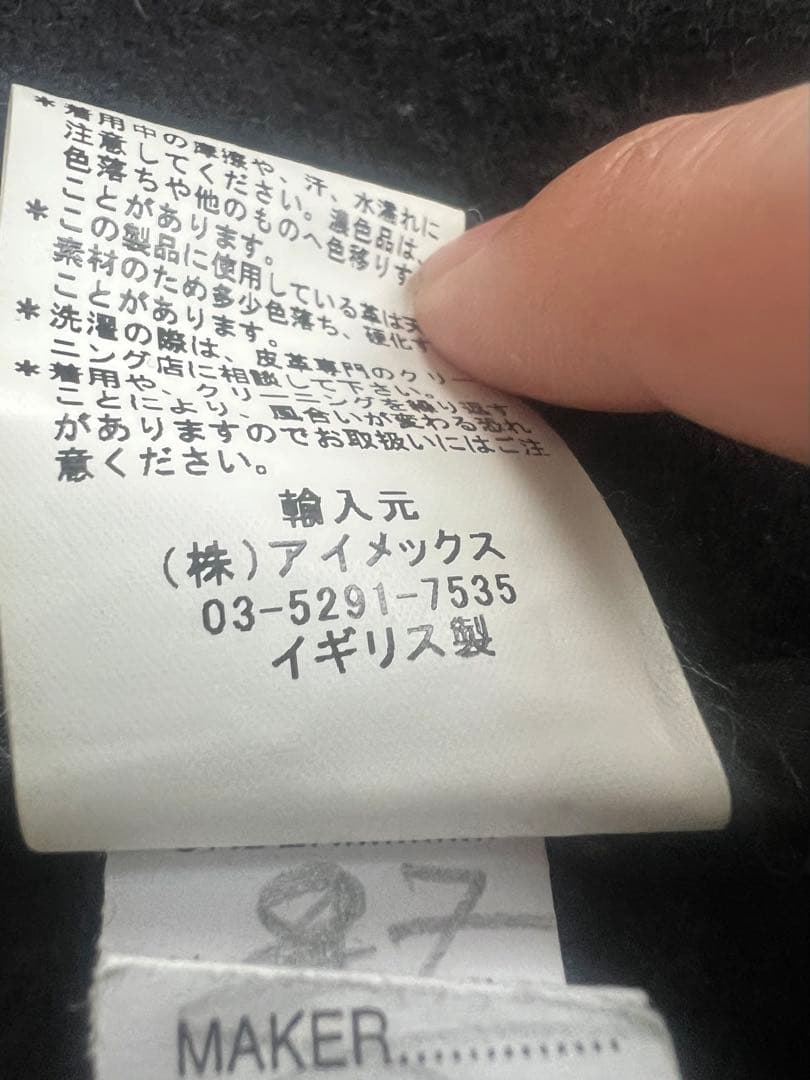 *着用中の摩擦や、汗、水濡れに
注意してください。濃色品は、
色落ちや他のものへ色移りす
ことがあります。
*この製品に使用している革は天
素材のため多少色落ち、硬化す
ことがあります。
*洗濯の際は、皮革専門のクリー
ニング店に相談して下さい。
*着用や、クリーニングを繰り返す
ことにより、風合いが変わる恐れ
がありますのでお取扱いにはご注
意ください。
輸入元
(株)アイメックス
03-5291-7535
イギリス製
MAKER..............